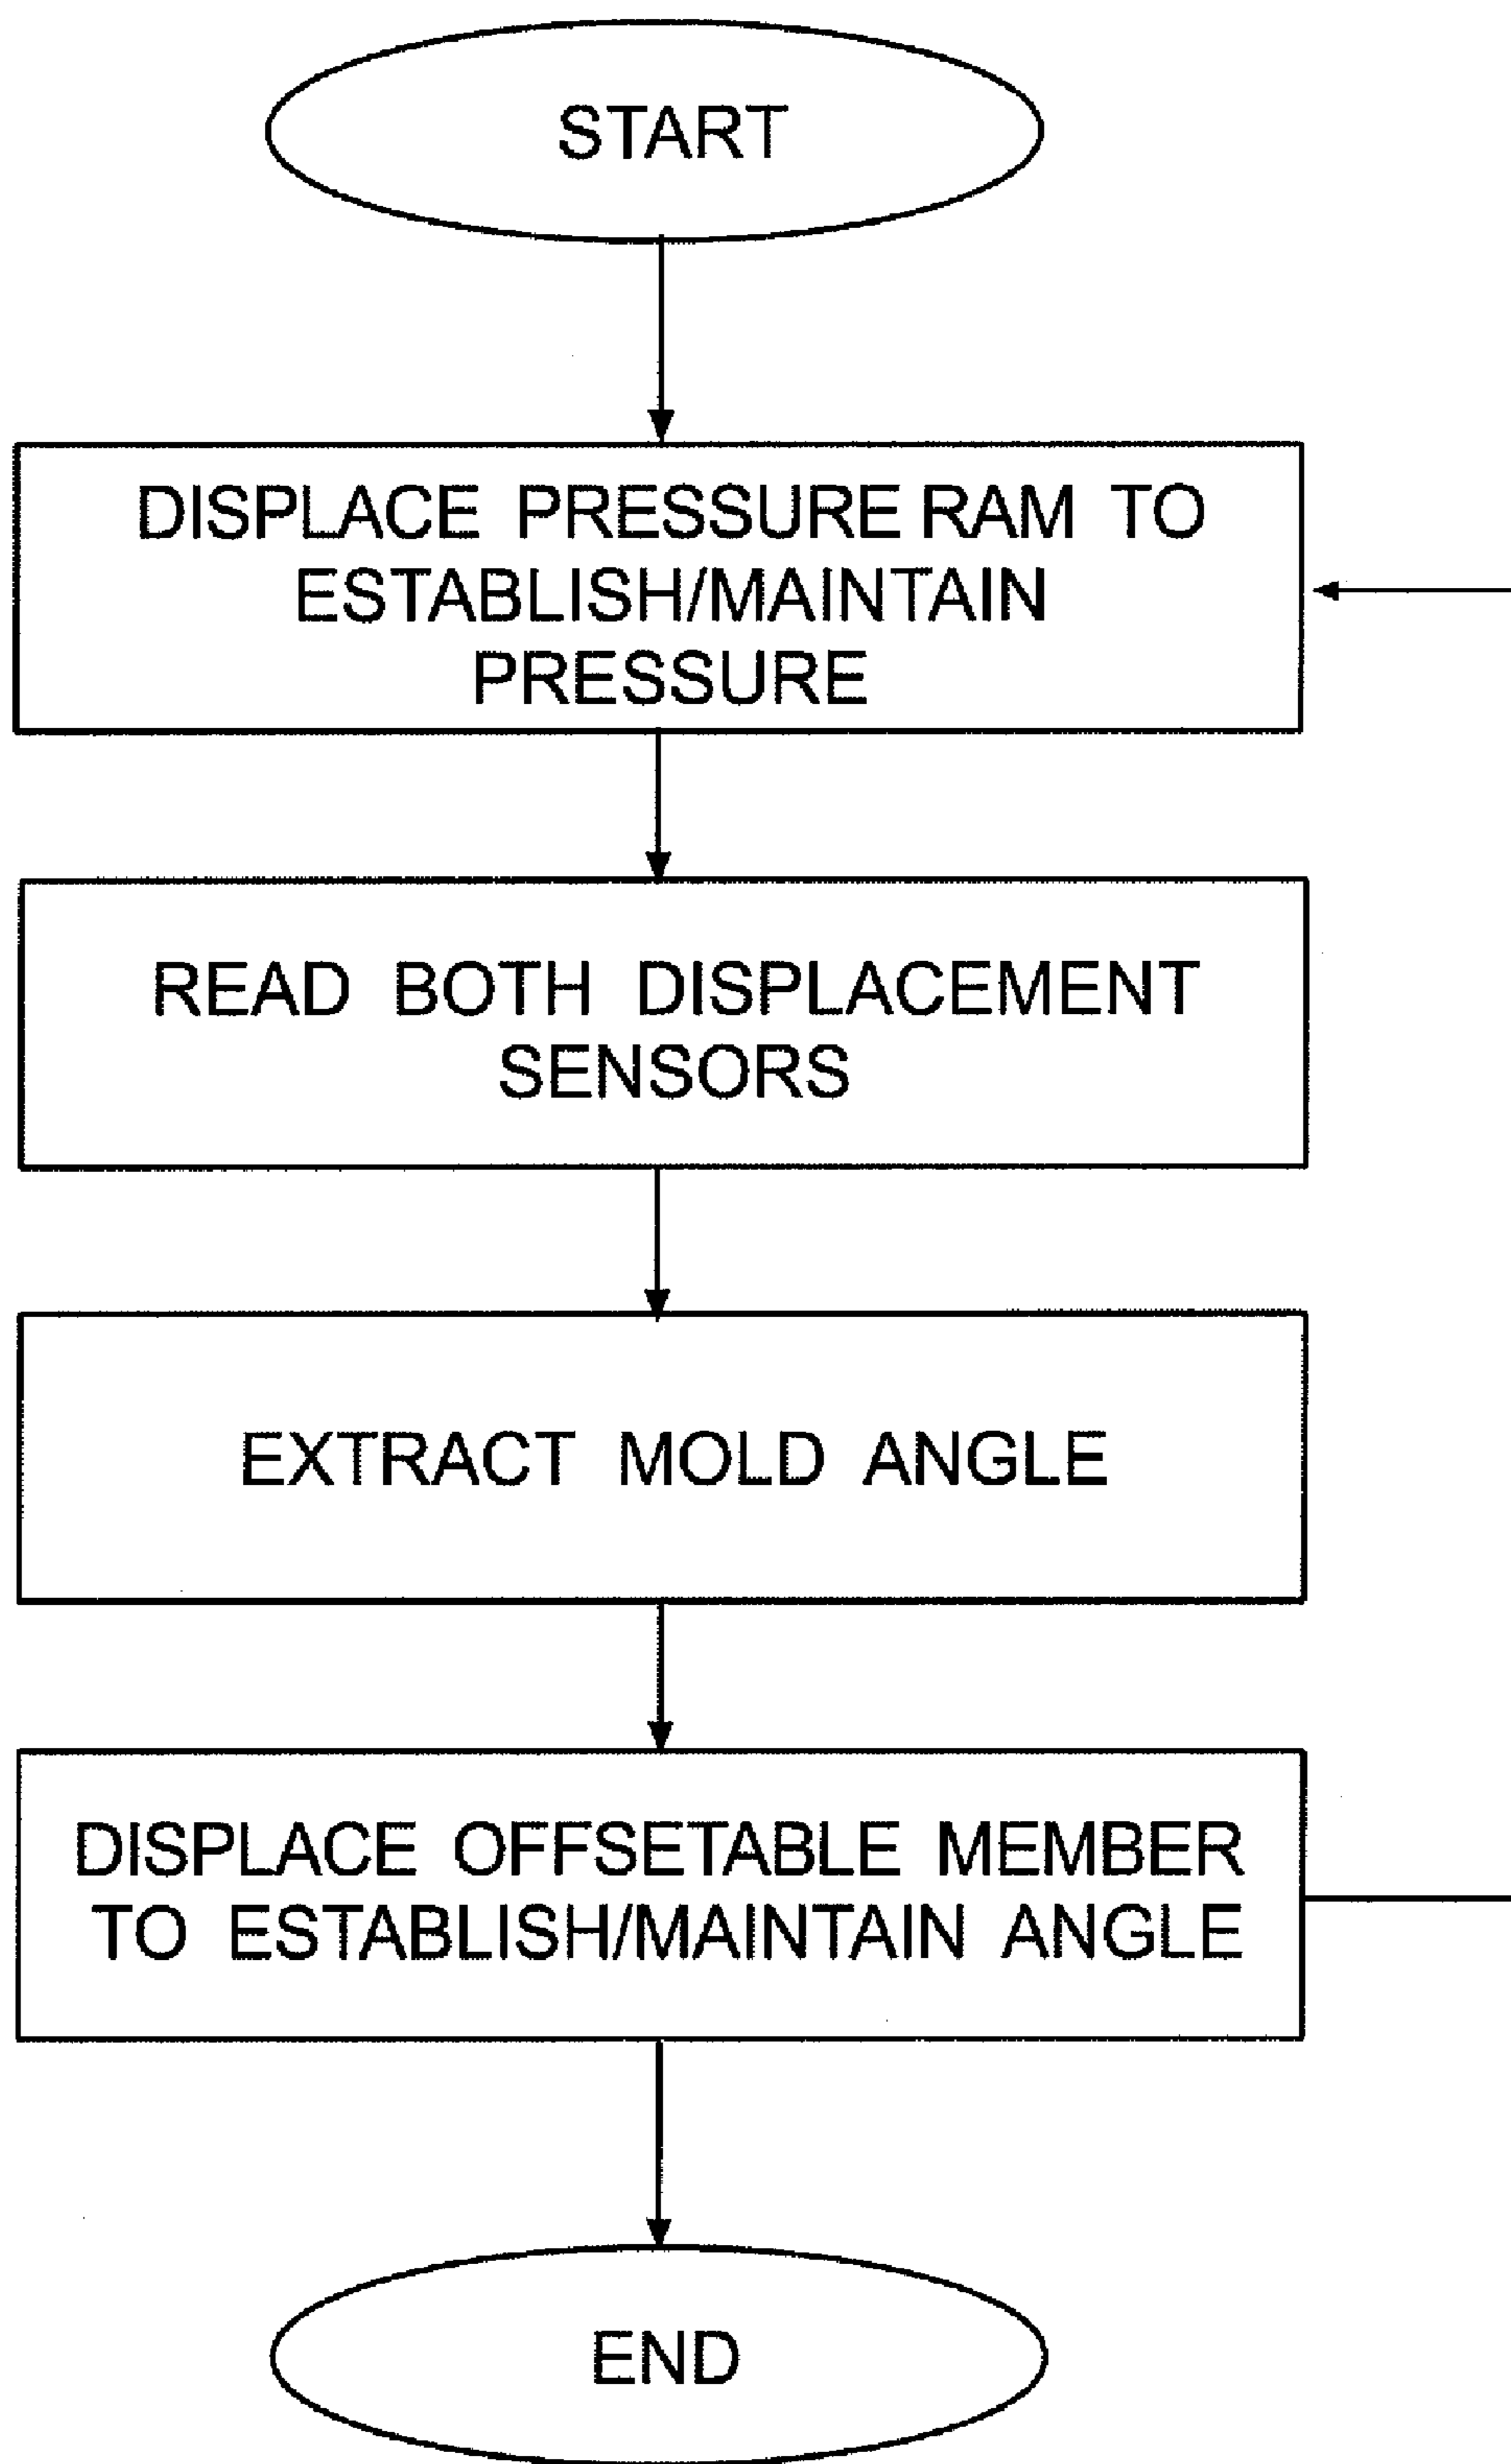 START
DISPLACE PRESSURE RAM TO
ESTABLISH/MAINTAIN
PRESSURE
READ BOTH DISPLACEMENT
SENSORS
EXTRACT MOLD ANGLE
DISPLACE OFFSETABLE MEMBER
TO ESTABLISH/MAINTAIN ANGLE
END